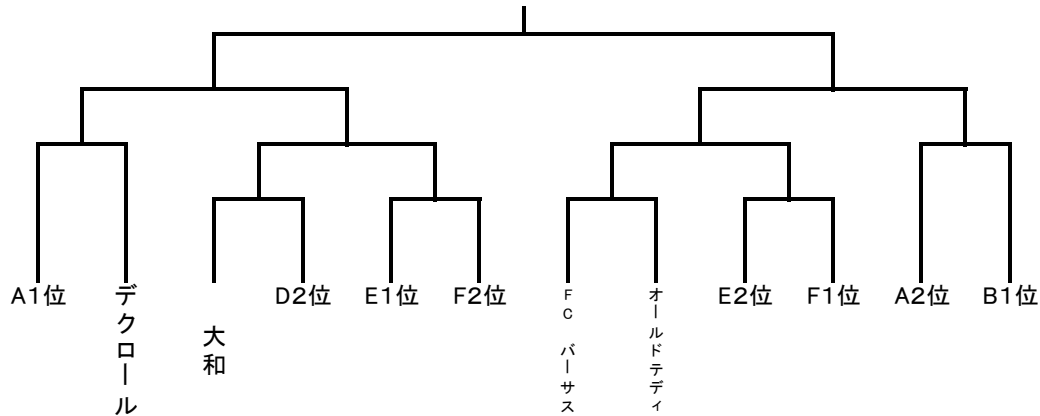 A1位
デクロール
大和
D2位
E1位
F2位
FC バーサス
オールドテディ
E2位
F1位
A2位
B1位